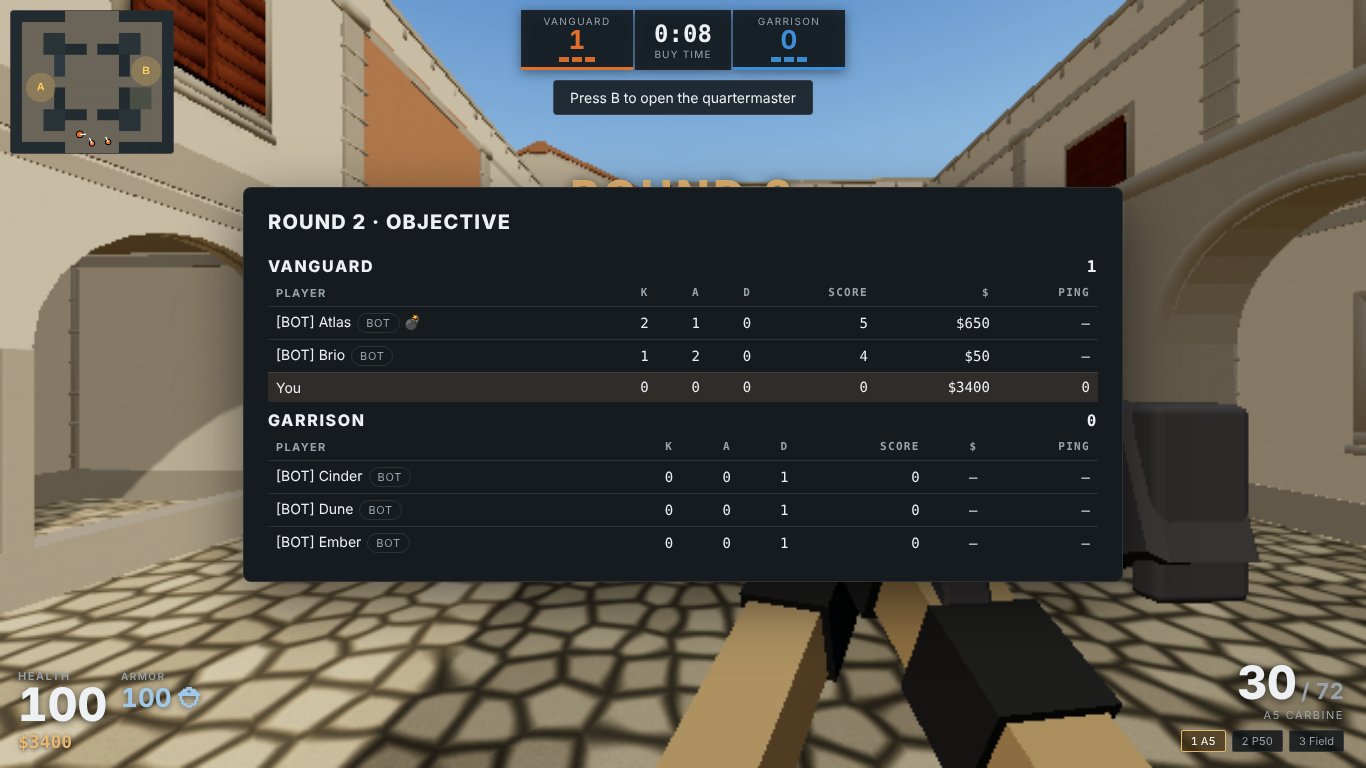 VANGUARD
1
0:08
BUY TIME
GARRISON
0
A
B
Press B to open the quartermaster
ROUND 2 · OBJECTIVE
VANGUARD 1
PLAYER K A D SCORE $ PING
[BOT] Atlas BOT 2 1 0 5 $650 –
[BOT] Brio BOT 1 2 0 4 $50 –
You 0 0 0 0 $3400 0
GARRISON 0
PLAYER K A D SCORE $ PING
[BOT] Cinder BOT 0 0 1 0 – –
[BOT] Dune BOT 0 0 1 0 – –
[BOT] Ember BOT 0 0 1 0 – –
HEALTH ARMOR
100 100
$3400
30 / 72
A5 CARBINE
1 A5 2 P50 3 Field